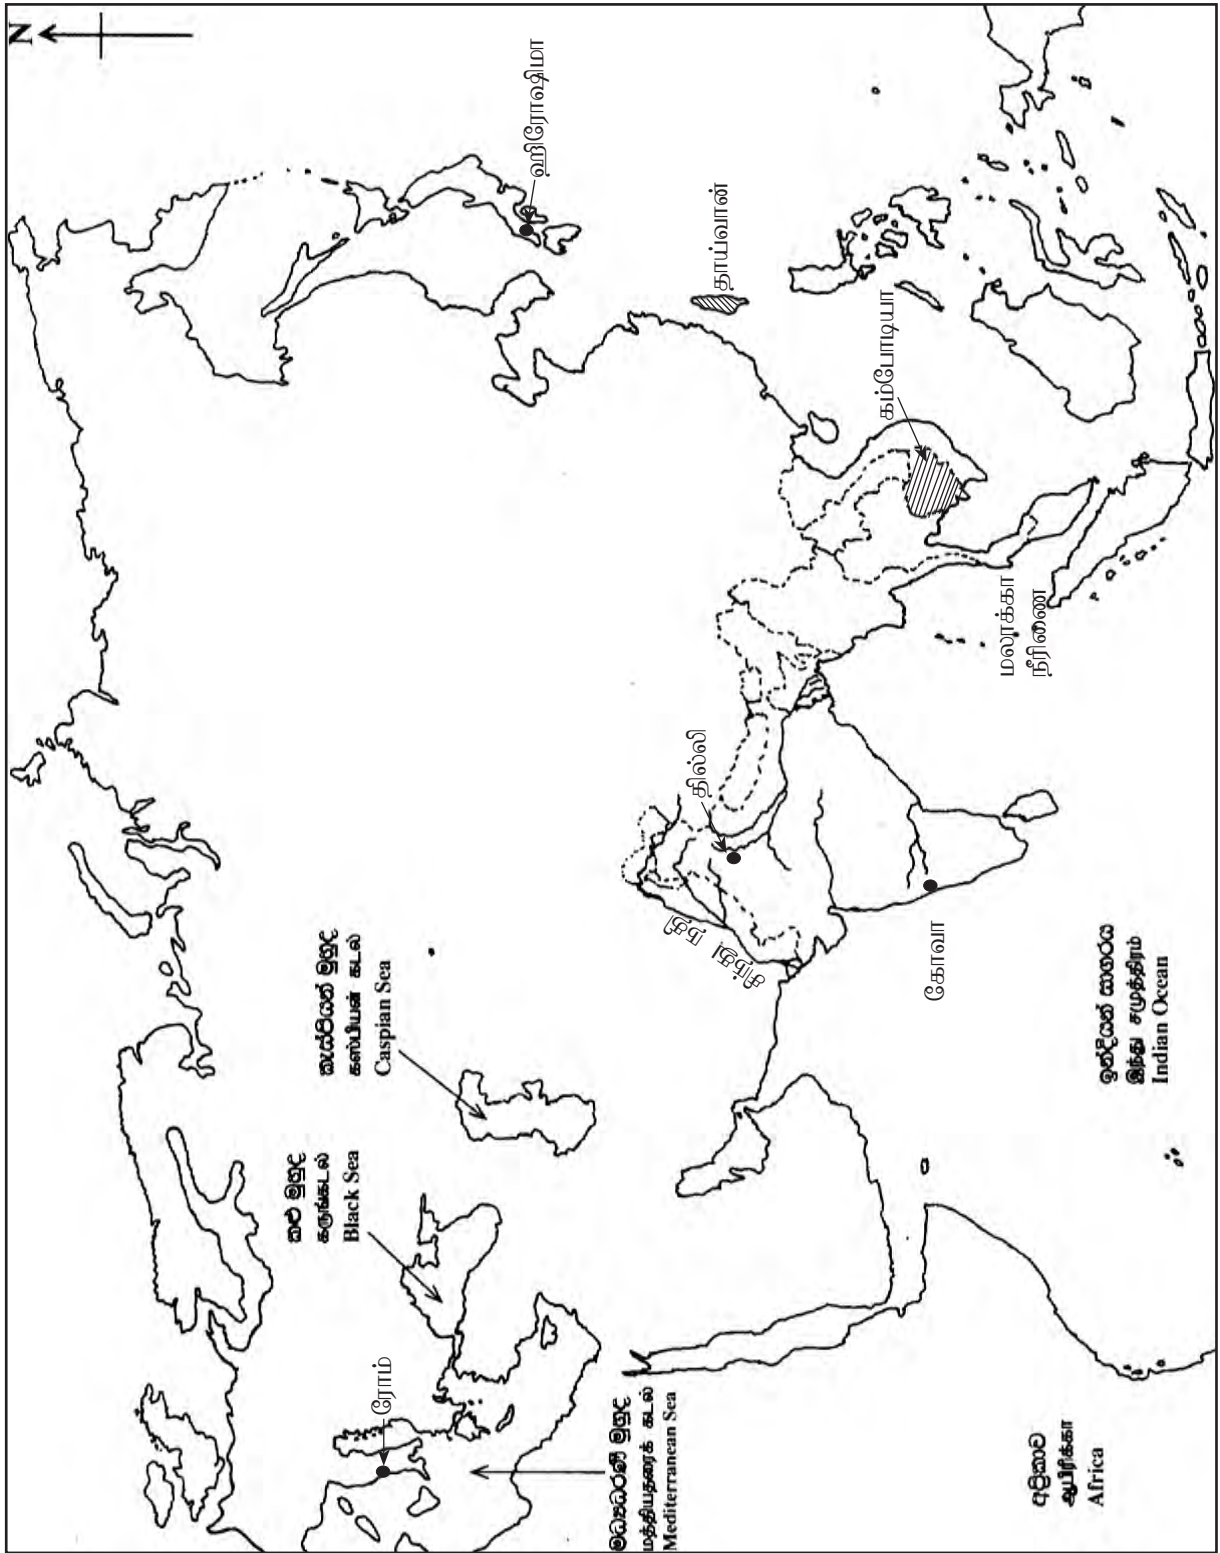 N
ஹிரோஷிமா
தாய்வான்
கம்போடியா
மலாக்கா
நீரிணை
தில்லி
சிந்து நதி
கோவா
කැස්පියන් මුහුද
கஸ்பியன் கடல்
Caspian Sea
කළු මුහුද
கருங்கடல்
Black Sea
ரோம்
මධ්‍යධරණී මුහුද
மத்தியதரைக் கடல்
Mediterranean Sea
ඉන්දියන් සාගරය
இந்து சமுத்திரம்
Indian Ocean
අප්‍රිකාව
ஆபிரிக்கா
Africa